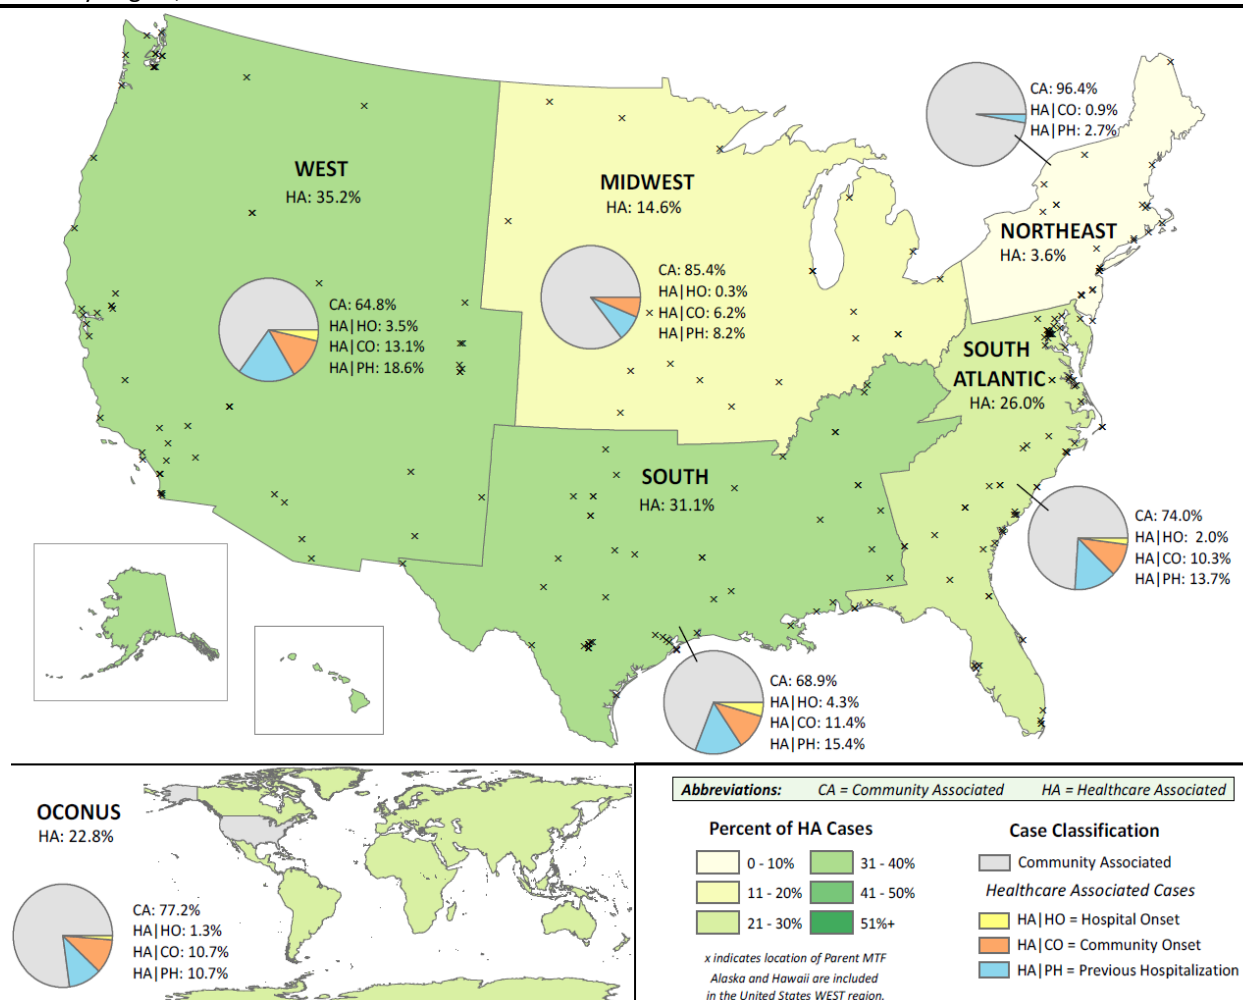 WEST
HA: 35.2%
CA: 64.8%
HA|HO: 3.5%
HA|CO: 13.1%
HA|PH: 18.6%
MIDWEST
HA: 14.6%
CA: 85.4%
HA|HO: 0.3%
HA|CO: 6.2%
HA|PH: 8.2%
CA: 96.4%
HA|CO: 0.9%
HA|PH: 2.7%
NORTHEAST
HA: 3.6%
SOUTH
ATLANTIC
HA: 26.0%
CA: 74.0%
HA|HO: 2.0%
HA|CO: 10.3%
HA|PH: 13.7%
SOUTH
HA: 31.1%
CA: 68.9%
HA|HO: 4.3%
HA|CO: 11.4%
HA|PH: 15.4%
OCONUS
HA: 22.8%
CA: 77.2%
HA|HO: 1.3%
HA|CO: 10.7%
HA|PH: 10.7%
Abbreviations: CA = Community Associated HA = Healthcare Associated
Percent of HA Cases
0 - 10%
11 - 20%
21 - 30%
31 - 40%
41 - 50%
51%+
x indicates location of Parent MTF
Alaska and Hawaii are included
in the United States WEST region.
Case Classification
Community Associated
Healthcare Associated Cases
HA|HO = Hospital Onset
HA|CO = Community Onset
HA|PH = Previous Hospitalization